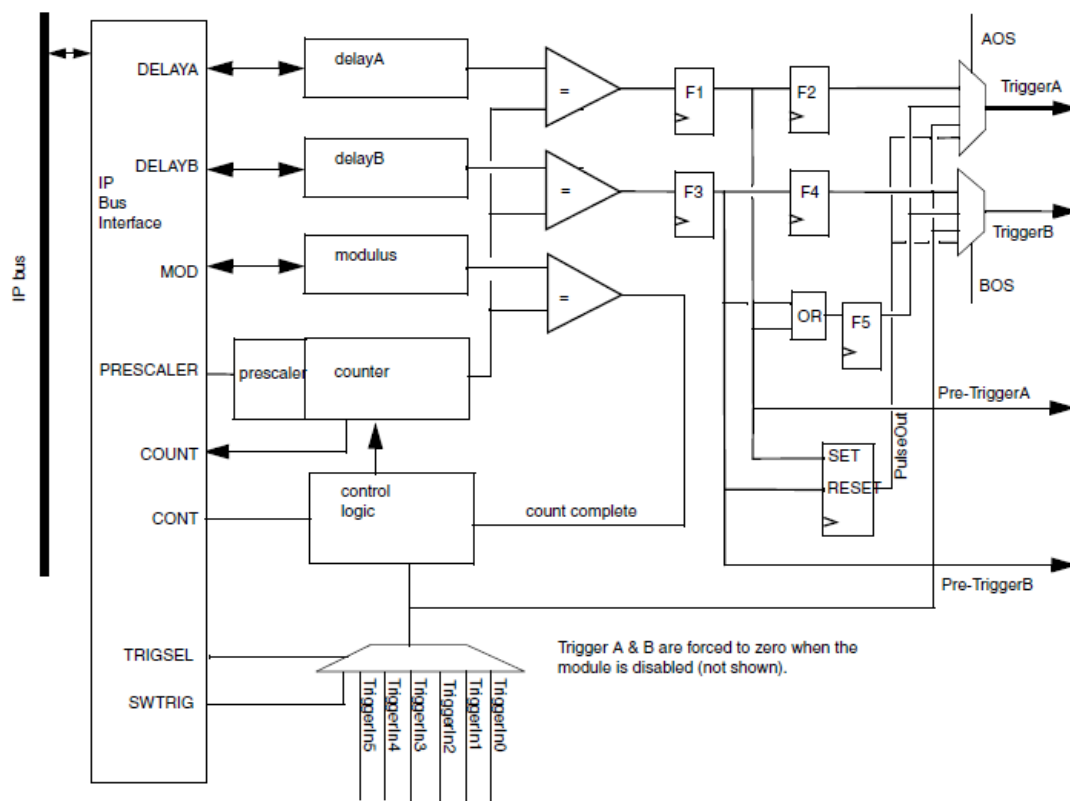 AOS
DELAYA
delayA
=
F1
F2
TriggerA
DELAYB
delayB
=
F3
F4
IP
Bus
Interface
TriggerB
MOD
modulus
=
BOS
IP bus
OR
F5
PRESCALER
prescaler
counter
Pre-TriggerA
COUNT
SET
RESET
PulseOut
control
logic
CONT
count complete
Pre-TriggerB
TRIGSEL
Trigger A & B are forced to zero when the
module is disabled (not shown).
SWTRIG
TriggerIn5
TriggerIn4
TriggerIn3
TriggerIn2
TriggerIn1
TriggerIn0